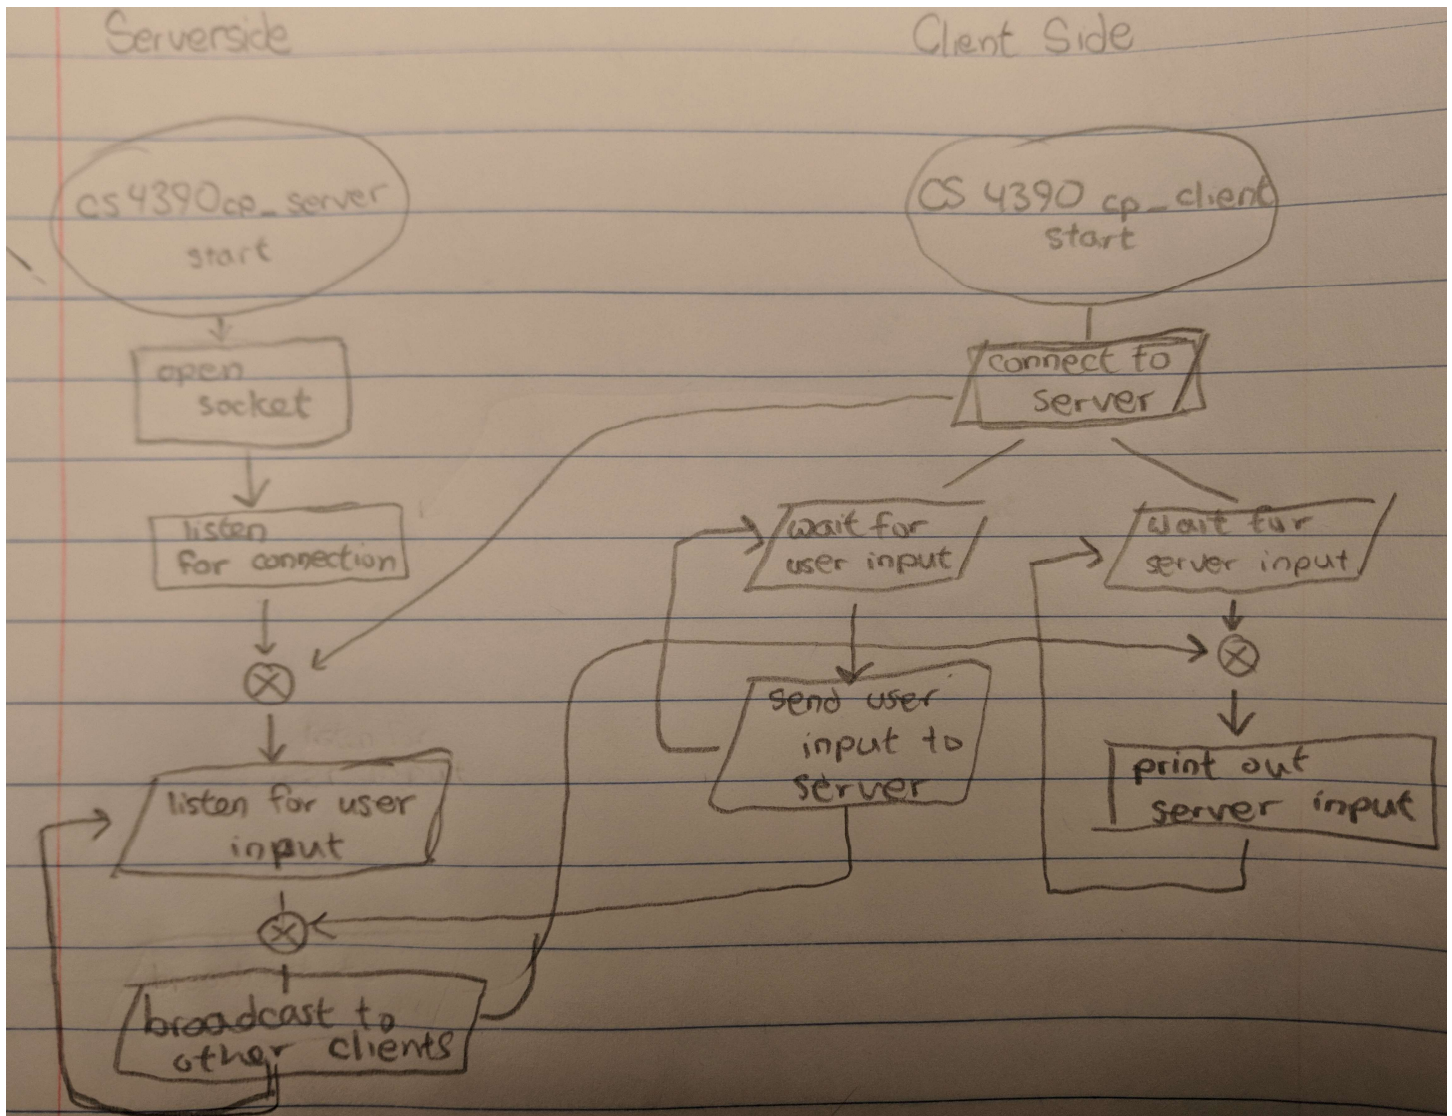 Serverside
Client Side
CS4390cp_server
start
CS 4390 cp_client
start
open
socket
connect to
server
listen
for connection
wait for
user input
wait for
server input
send user
input to
server
print out
server input
listen for user
input
broadcast to
other clients